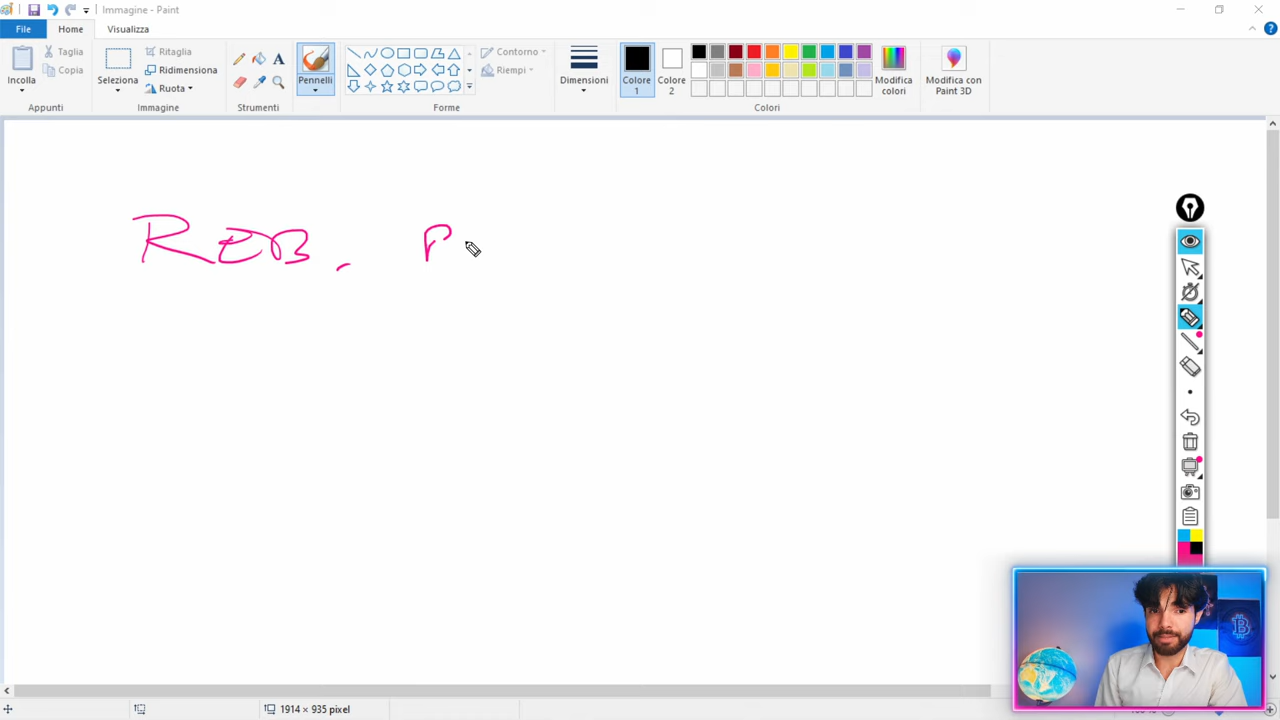 Immagine - Paint
File Home Visualizza
Incolla
Taglia
Copia
Appunti
Seleziona
Ritaglia
Ridimensiona
Ruota
Immagine
Strumenti
Pennelli
Forme
Contorno
Riempi
Dimensioni
Colore 1
Colore 2
Colori
Modifica colori
Modifica con Paint 3D
REB. P
1914 × 935 pixel